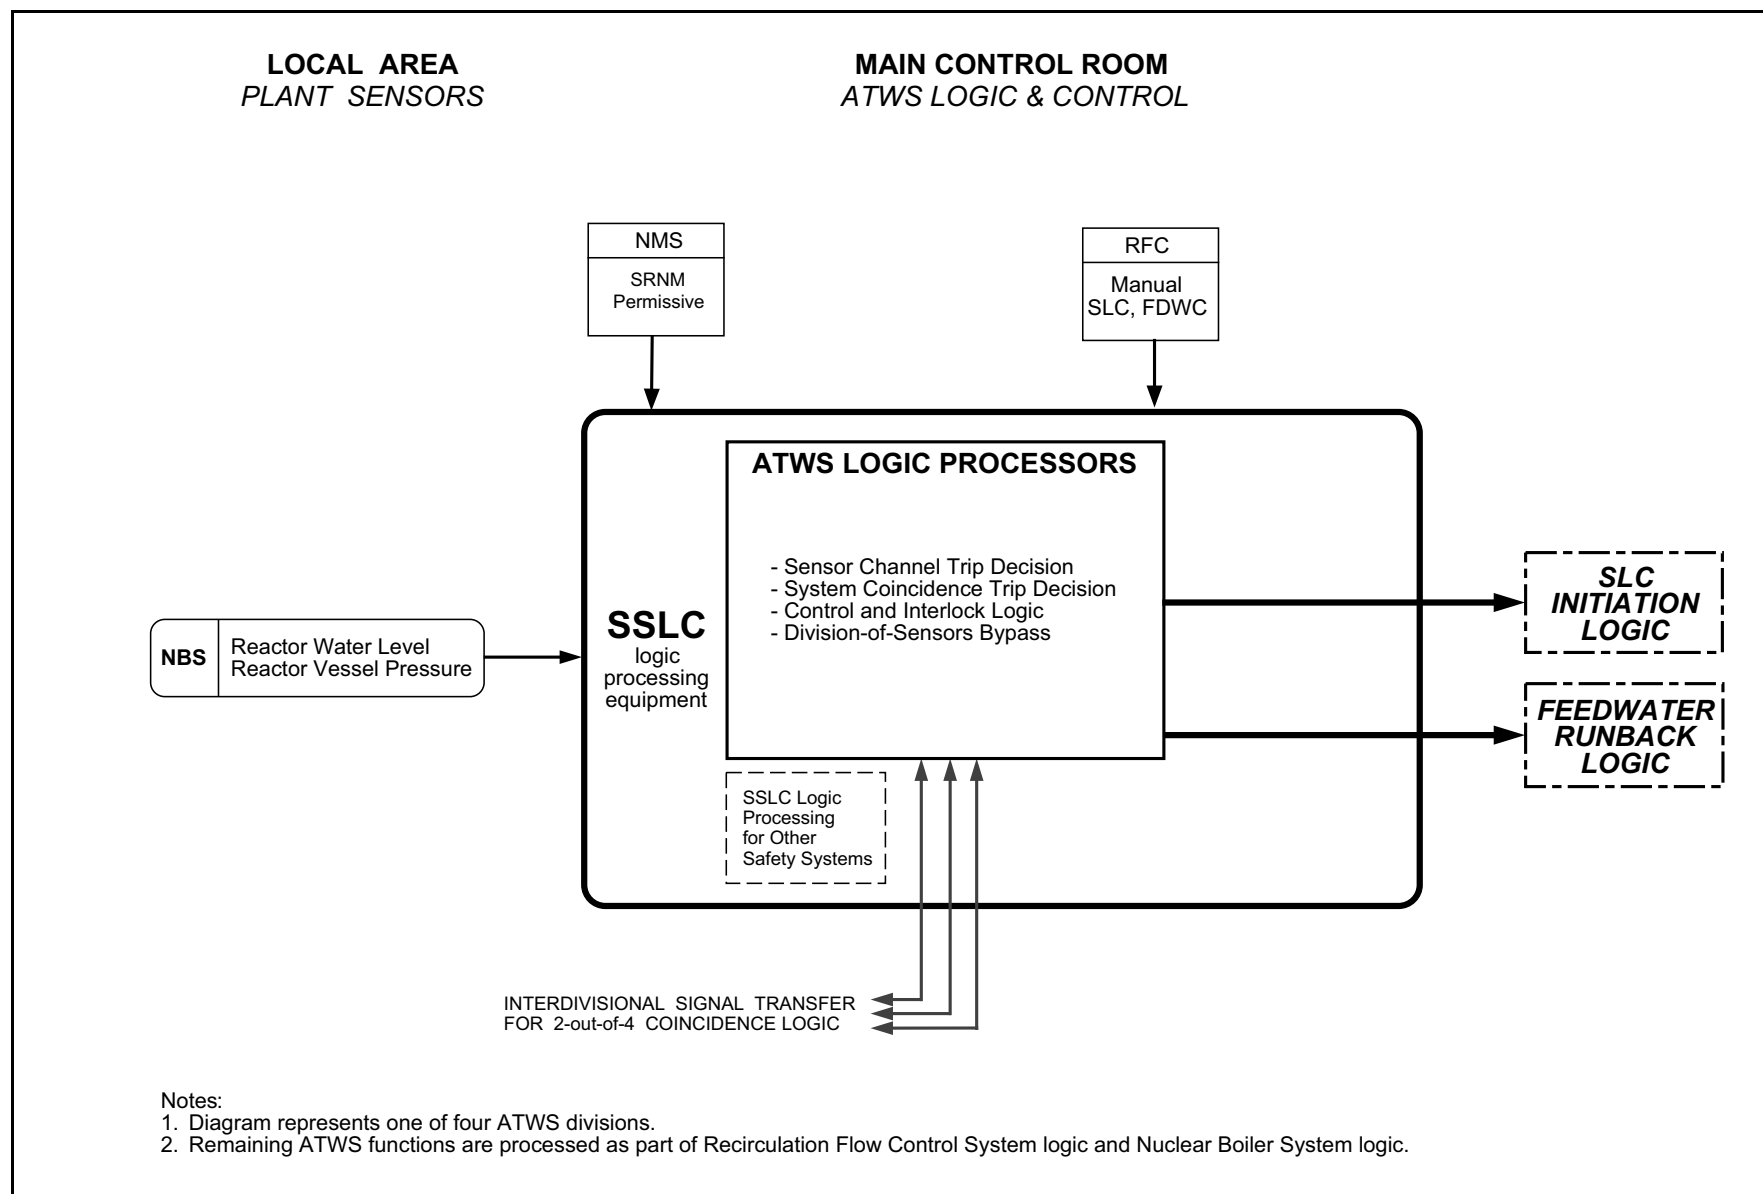 LOCAL AREA
PLANT SENSORS
MAIN CONTROL ROOM
ATWS LOGIC & CONTROL
NMS
SRNM
Permissive
RFC
Manual
SLC, FDWC
ATWS LOGIC PROCESSORS
- Sensor Channel Trip Decision
- System Coincidence Trip Decision
- Control and Interlock Logic
- Division-of-Sensors Bypass
NBS
Reactor Water Level
Reactor Vessel Pressure
SSLC
logic
processing
equipment
SLC
INITIATION
LOGIC
FEEDWATER
RUNBACK
LOGIC
SSLC Logic
Processing
for Other
Safety Systems
INTERDIVISIONAL SIGNAL TRANSFER
FOR 2-out-of-4 COINCIDENCE LOGIC
Notes:
1. Diagram represents one of four ATWS divisions.
2. Remaining ATWS functions are processed as part of Recirculation Flow Control System logic and Nuclear Boiler System logic.